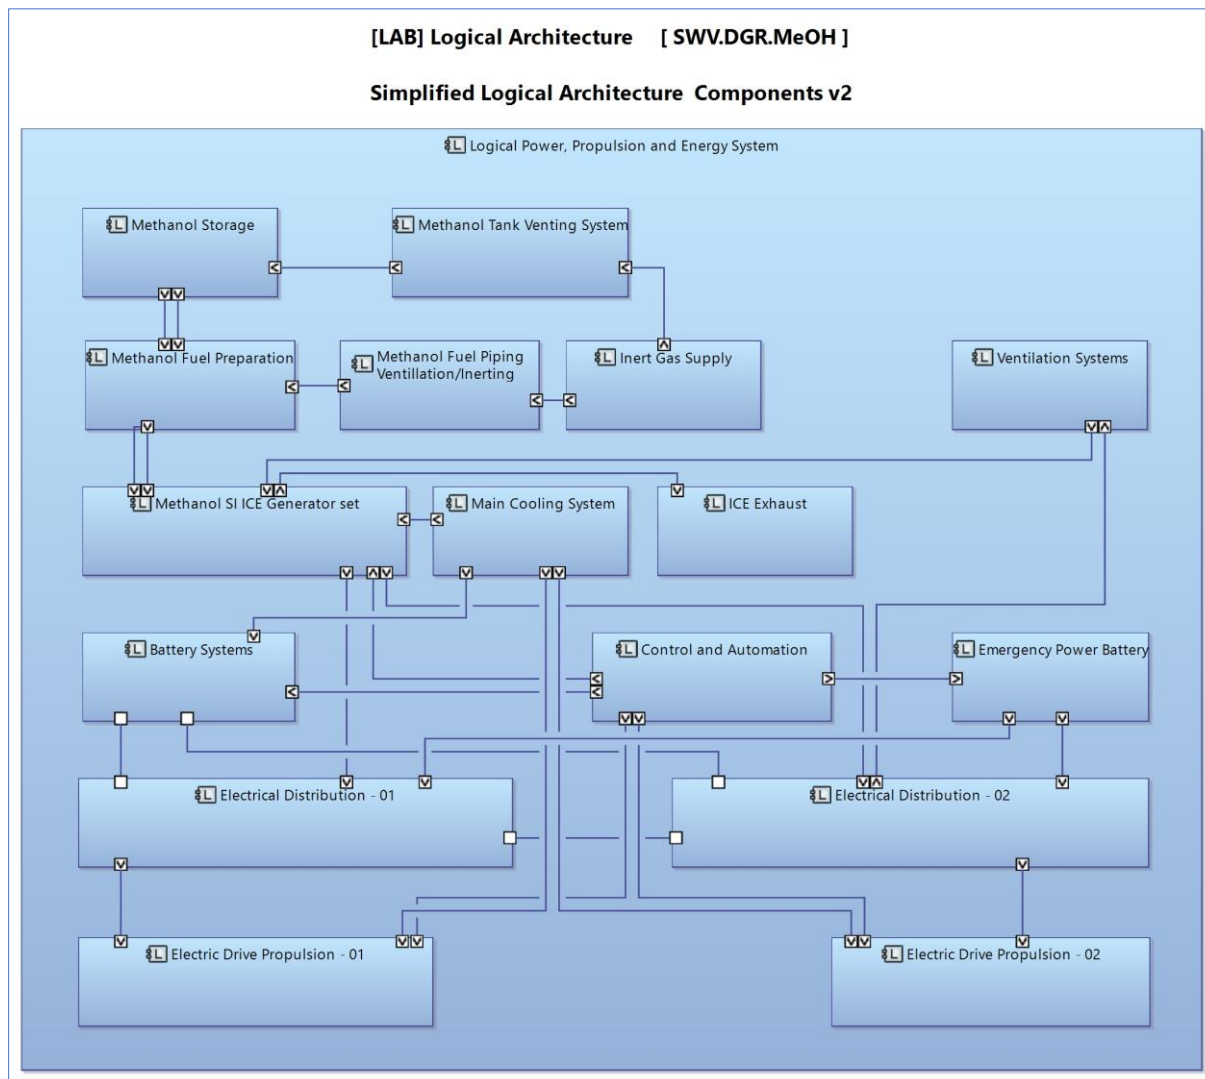 [LAB] Logical Architecture [ SWV.DGR.MeOH ]
Simplified Logical Architecture Components v2
Logical Power, Propulsion and Energy System
Methanol Storage
Methanol Tank Venting System
Methanol Fuel Preparation
Methanol Fuel Piping
Ventillation/Inerting
Inert Gas Supply
Ventilation Systems
Methanol SI ICE Generator set
Main Cooling System
ICE Exhaust
Battery Systems
Control and Automation
Emergency Power Battery
Electrical Distribution - 01
Electrical Distribution - 02
Electric Drive Propulsion - 01
Electric Drive Propulsion - 02